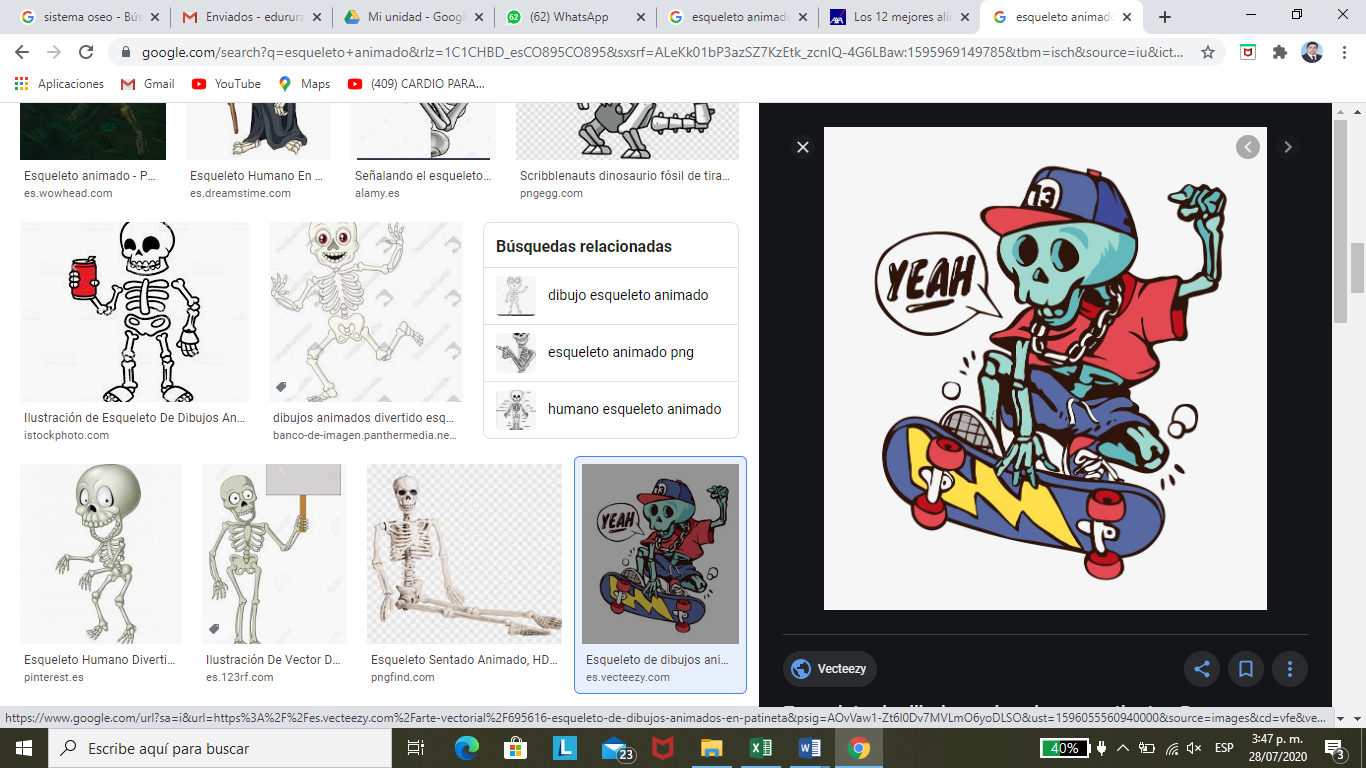 sistema oseo - Bús
Enviados - edurura
Mi unidad - Googl
(62) WhatsApp
esqueleto animado
Los 12 mejores alim
esqueleto animado
google.com/search?q=esqueleto+animado&rlz=1C1CHBD_esCO895CO895&sxsrf=ALeKk01bP3azSZ7KzEtk_zcnIQ-4G6LBaw:1595969149785&tbm=isch&source=iu&ict...
Aplicaciones
Gmail
YouTube
Maps
(409) CARDIO PARA...
Esqueleto animado - P...
es.wowhead.com
Esqueleto Humano En ...
es.dreamstime.com
Señalando el esqueleto...
alamy.es
Scribblenauts dinosaurio fósil de tira...
pngegg.com
Ilustración de Esqueleto De Dibujos An...
istockphoto.com
dibujos animados divertido esq...
banco-de-imagen.panthermedia.ne...
Búsquedas relacionadas
dibujo esqueleto animado
esqueleto animado png
humano esqueleto animado
Esqueleto Humano Diverti...
pinterest.es
Ilustración De Vector D...
es.123rf.com
Esqueleto Sentado Animado, HD...
pngfind.com
YEAH
Esqueleto de dibujos ani...
es.vecteezy.com
13
YEAH
Vecteezy
https://www.google.com/url?sa=i&url=https%3A%2F%2Fes.vecteezy.com%2Farte-vectorial%2F695616-esqueleto-de-dibujos-animados-en-patineta&psig=AOvVaw1-Zt6I0Dv7MVLmO6yoDLSO&ust=1596055560940000&source=images&cd=vfe&ve...
Escribe aquí para buscar
23
40%
ESP
3:47 p. m.
28/07/2020
3